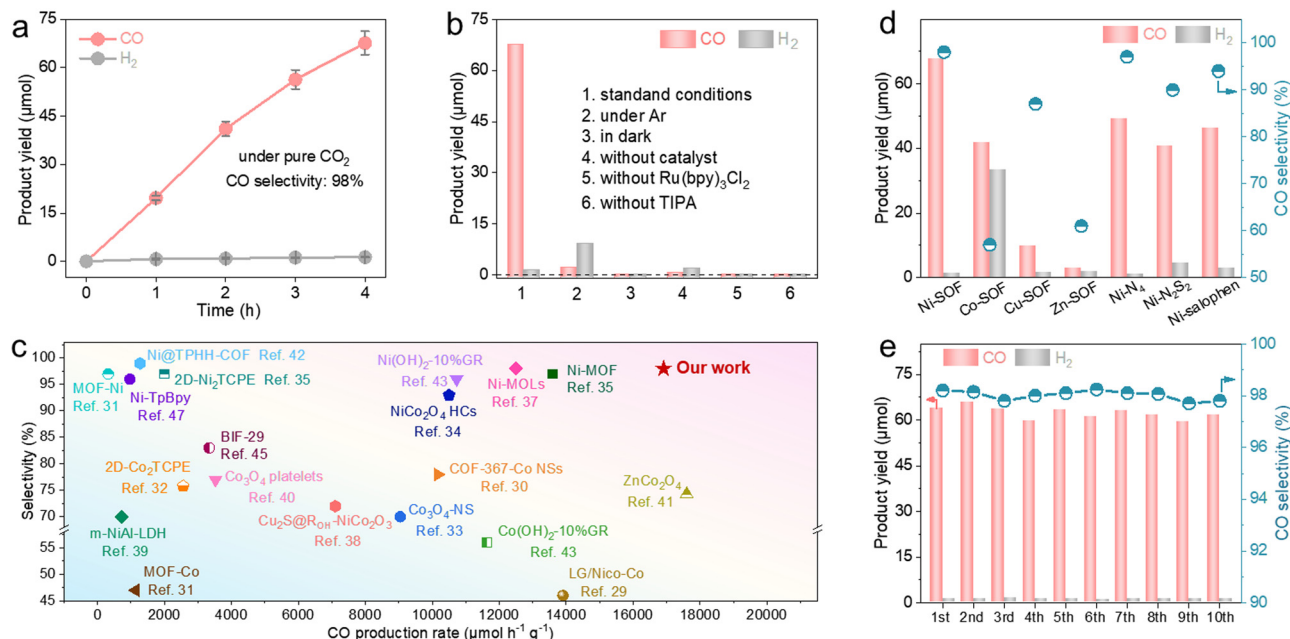 a
CO
H₂
Product yield (μmol)
75
60
45
30
15
0
under pure CO₂
CO selectivity: 98%
0 1 2 3 4
Time (h)
b
CO H₂
Product yield (μmol)
75
60
45
30
15
0
1. standand conditions
2. under Ar
3. in dark
4. without catalyst
5. without Ru(bpy)₃Cl₂
6. without TIPA
1 2 3 4 5 6
d
CO H₂
Product yield (μmol)
80
60
40
20
0
CO selectivity (%)
100
90
80
70
60
50
Ni-SOF Co-SOF Cu-SOF Zn-SOF Ni-N₄ Ni-N₂S₂ Ni-salophen
c
Selectivity (%)
100
95
90
85
80
75
70
55
50
45
Ni@TPHH-COF Ref. 42
MOF-Ni
Ref. 31
2D-Ni₂TCPE Ref. 35
Ni-TpBpy
Ref. 47
Ni(OH)₂-10%GR
Ref. 43
Ni-MOLs
Ref. 37
Ni-MOF
Ref. 35
Our work
NiCo₂O₄ HCs
Ref. 34
BIF-29
Ref. 45
2D-Co₂TCPE
Ref. 32
Co₃O₄ platelets
Ref. 40
COF-367-Co NSs
Ref. 30
ZnCo₂O₄
Ref. 41
m-NiAl-LDH
Ref. 39
Cu₂S@R_OH-NiCo₂O₃
Ref. 38
Co₃O₄-NS
Ref. 33
Co(OH)₂-10%GR
Ref. 43
MOF-Co
Ref. 31
LG/Nico-Co
Ref. 29
0 2000 4000 6000 8000 10000 12000 14000 16000 18000 20000
CO production rate (μmol h⁻¹ g⁻¹)
e
CO H₂
Product yield (μmol)
90
75
60
45
30
15
0
CO selectivity (%)
100
98
96
94
92
90
1st 2nd 3rd 4th 5th 6th 7th 8th 9th 10th